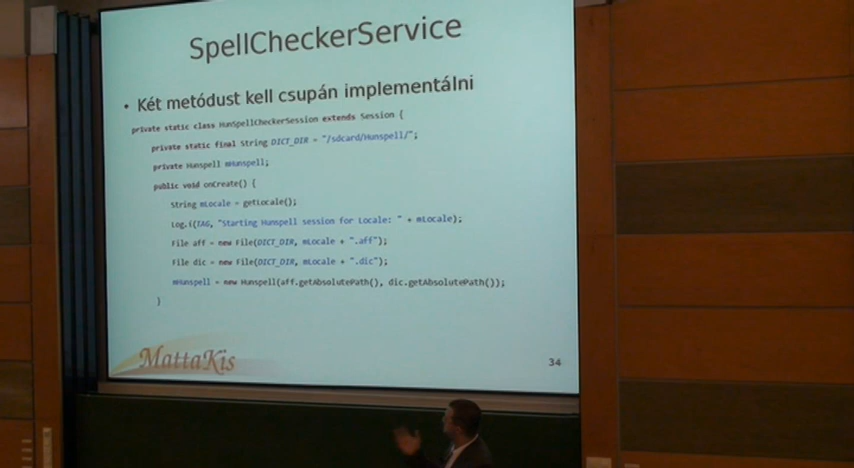 SpellCheckerService
• Két metódust kell csupán implementálni
private static class HunSpellCheckerSession extends Session {
private static final String DICT_DIR = "/sdcard/Hunspell/";
private Hunspell mHunspell;
public void onCreate() {
String mLocale = getLocale();
Log.i(TAG, "Starting Hunspell session for Locale: " + mLocale);
File aff = new File(DICT_DIR, mLocale + ".aff");
File dic = new File(DICT_DIR, mLocale + ".dic");
mHunspell = new Hunspell(aff.getAbsolutePath(), dic.getAbsolutePath());
}
MattaKis
34